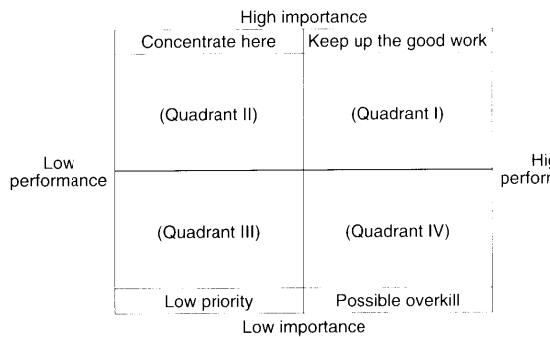 High importance
Concentrate here
Keep up the good work
(Quadrant II)
(Quadrant I)
Low
performance
(Quadrant III)
(Quadrant IV)
Low priority
Possible overkill
Low importance